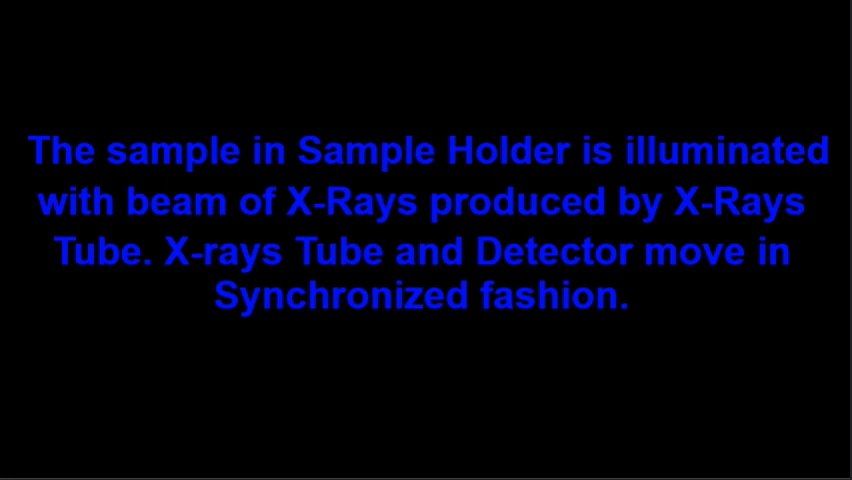 The sample in Sample Holder is illuminated
with beam of X-Rays produced by X-Rays
Tube. X-rays Tube and Detector move in
Synchronized fashion.